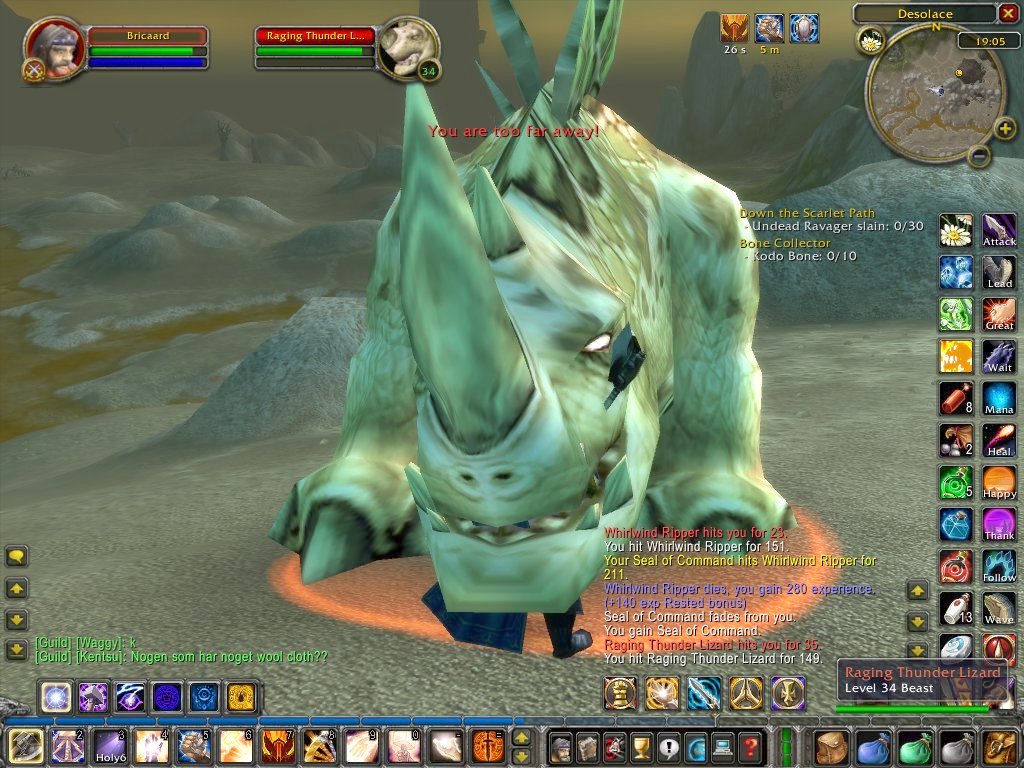 Bricaard
Raging Thunder L...
34
26 s
5 m
Desolace
N
19:05
You are too far away!
Down the Scarlet Path
- Undead Ravager slain: 0/30
Bone Collector
- Kodo Bone: 0/10
Attack
Lead
Great
Wait
8
Mana
2
Heal
5
Happy
Thank
Follow
13
Wave
Whirlwind Ripper hits you for 23.
You hit Whirlwind Ripper for 151.
Your Seal of Command hits Whirlwind Ripper for
211.
Whirlwind Ripper dies, you gain 280 experience.
(+140 exp Rested bonus)
Seal of Command fades from you.
You gain Seal of Command.
Raging Thunder Lizard hits you for 35.
You hit Raging Thunder Lizard for 149.
[Guild] [Waggy]: k
[Guild] [Kentsu]: Nogen som har noget wool cloth??
Raging Thunder Lizard
Level 34 Beast
2
3
Holy6
4
5
6
7
8
9
0
-
=